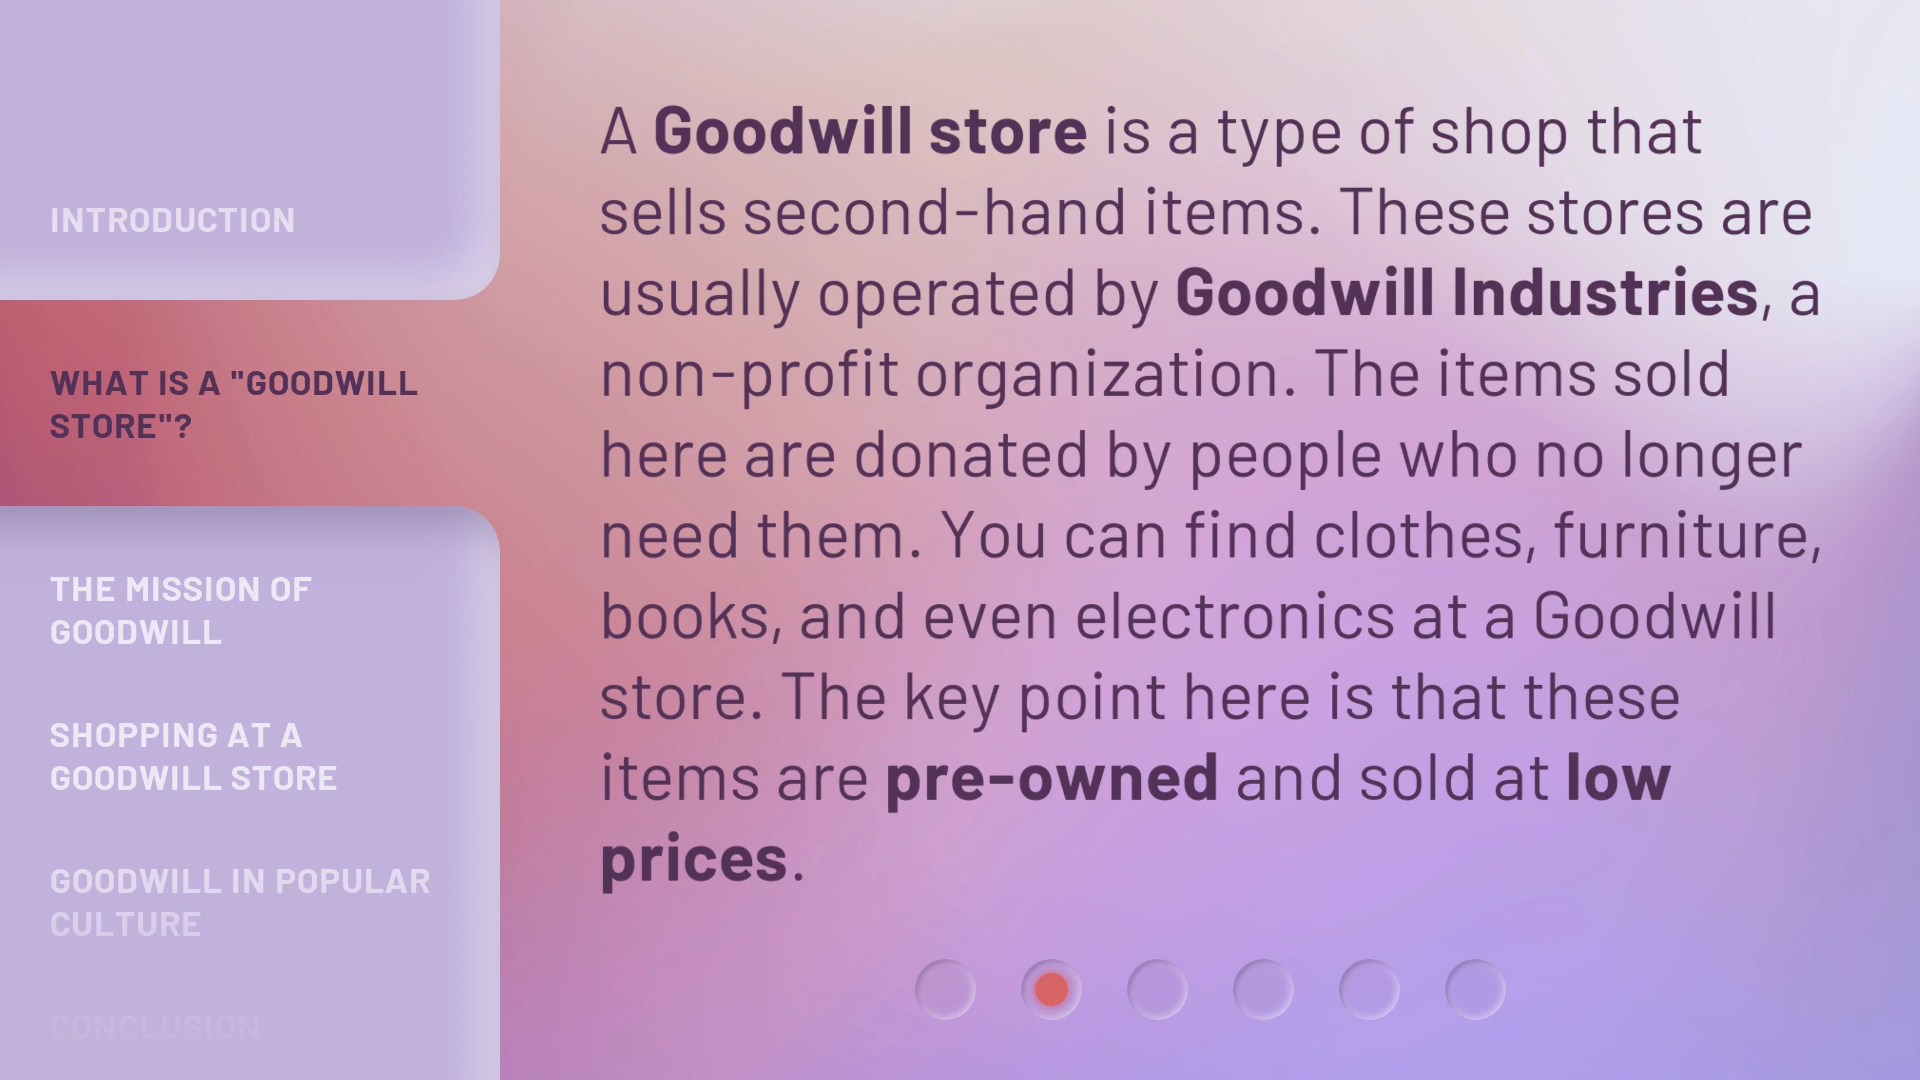 INTRODUCTION
WHAT IS A "GOODWILL
STORE"?
THE MISSION OF
GOODWILL
SHOPPING AT A
GOODWILL STORE
GOODWILL IN POPULAR
CULTURE
CONCLUSION
A Goodwill store is a type of shop that
sells second-hand items. These stores are
usually operated by Goodwill Industries, a
non-profit organization. The items sold
here are donated by people who no longer
need them. You can find clothes, furniture,
books, and even electronics at a Goodwill
store. The key point here is that these
items are pre-owned and sold at low
prices.